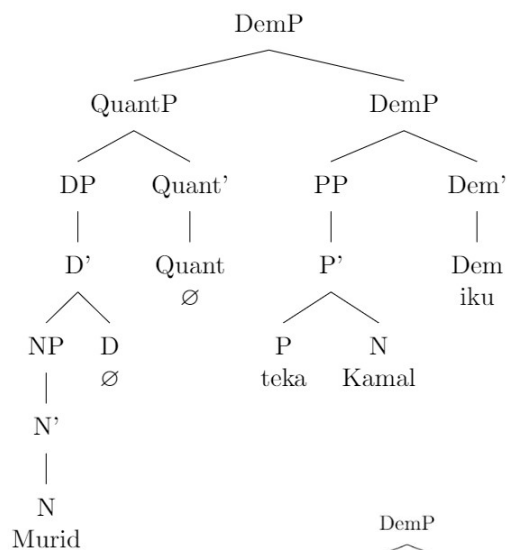 DemP
QuantP DemP
DP Quant' PP Dem'
D' Quant P' Dem
∅ iku
NP D P N
∅ teka Kamal
N'
N
Murid
DemP